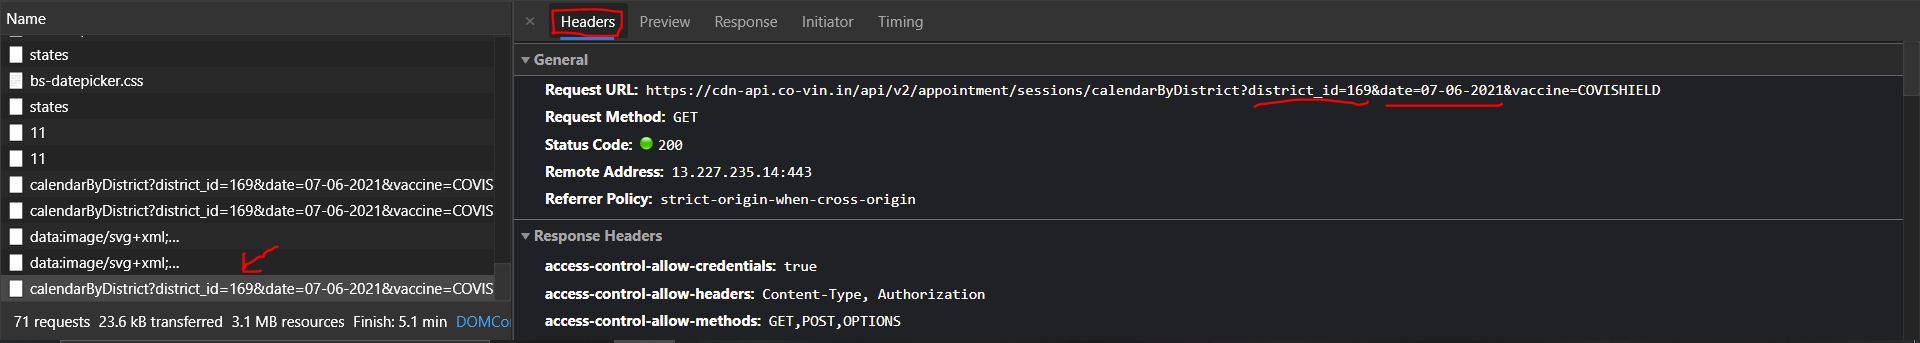 Name
states
bs-datepicker.css
states
11
11
calendarByDistrict?district_id=169&date=07-06-2021&vaccine=COVIS
calendarByDistrict?district_id=169&date=07-06-2021&vaccine=COVIS
data:image/svg+xml;...
data:image/svg+xml;...
calendarByDistrict?district_id=169&date=07-06-2021&vaccine=COVIS
71 requests 23.6 kB transferred 3.1 MB resources Finish: 5.1 min DOMCo
× Headers Preview Response Initiator Timing
▼ General
Request URL: https://cdn-api.co-vin.in/api/v2/appointment/sessions/calendarByDistrict?district_id=169&date=07-06-2021&vaccine=COVISHIELD
Request Method: GET
Status Code: 200
Remote Address: 13.227.235.14:443
Referrer Policy: strict-origin-when-cross-origin
▼ Response Headers
access-control-allow-credentials: true
access-control-allow-headers: Content-Type, Authorization
access-control-allow-methods: GET,POST,OPTIONS